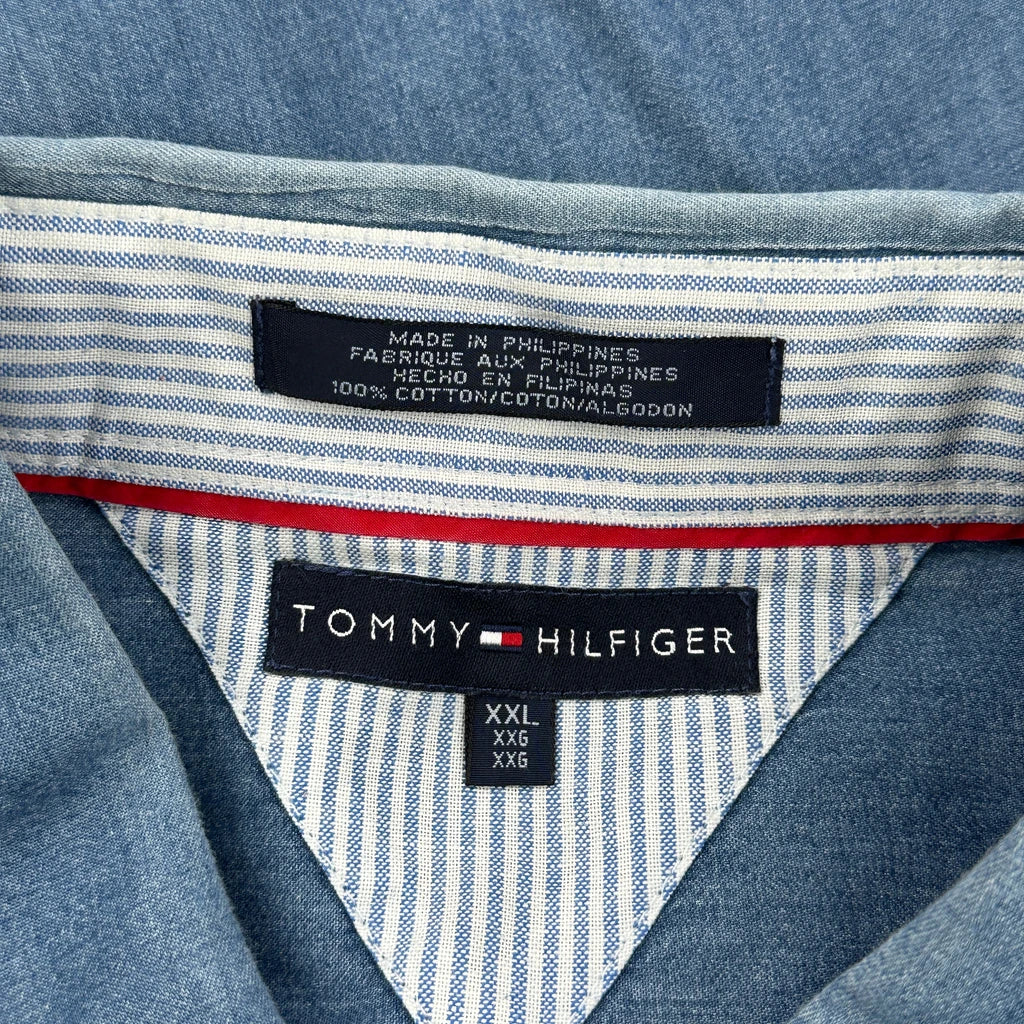 MADE IN PHILIPPINES
FABRIQUE AUX PHILIPPINES
HECHO EN FILIPINAS
100% COTTON/COTON/ALGODON
TOMMY HILFIGER
XXL
XXG
XXG